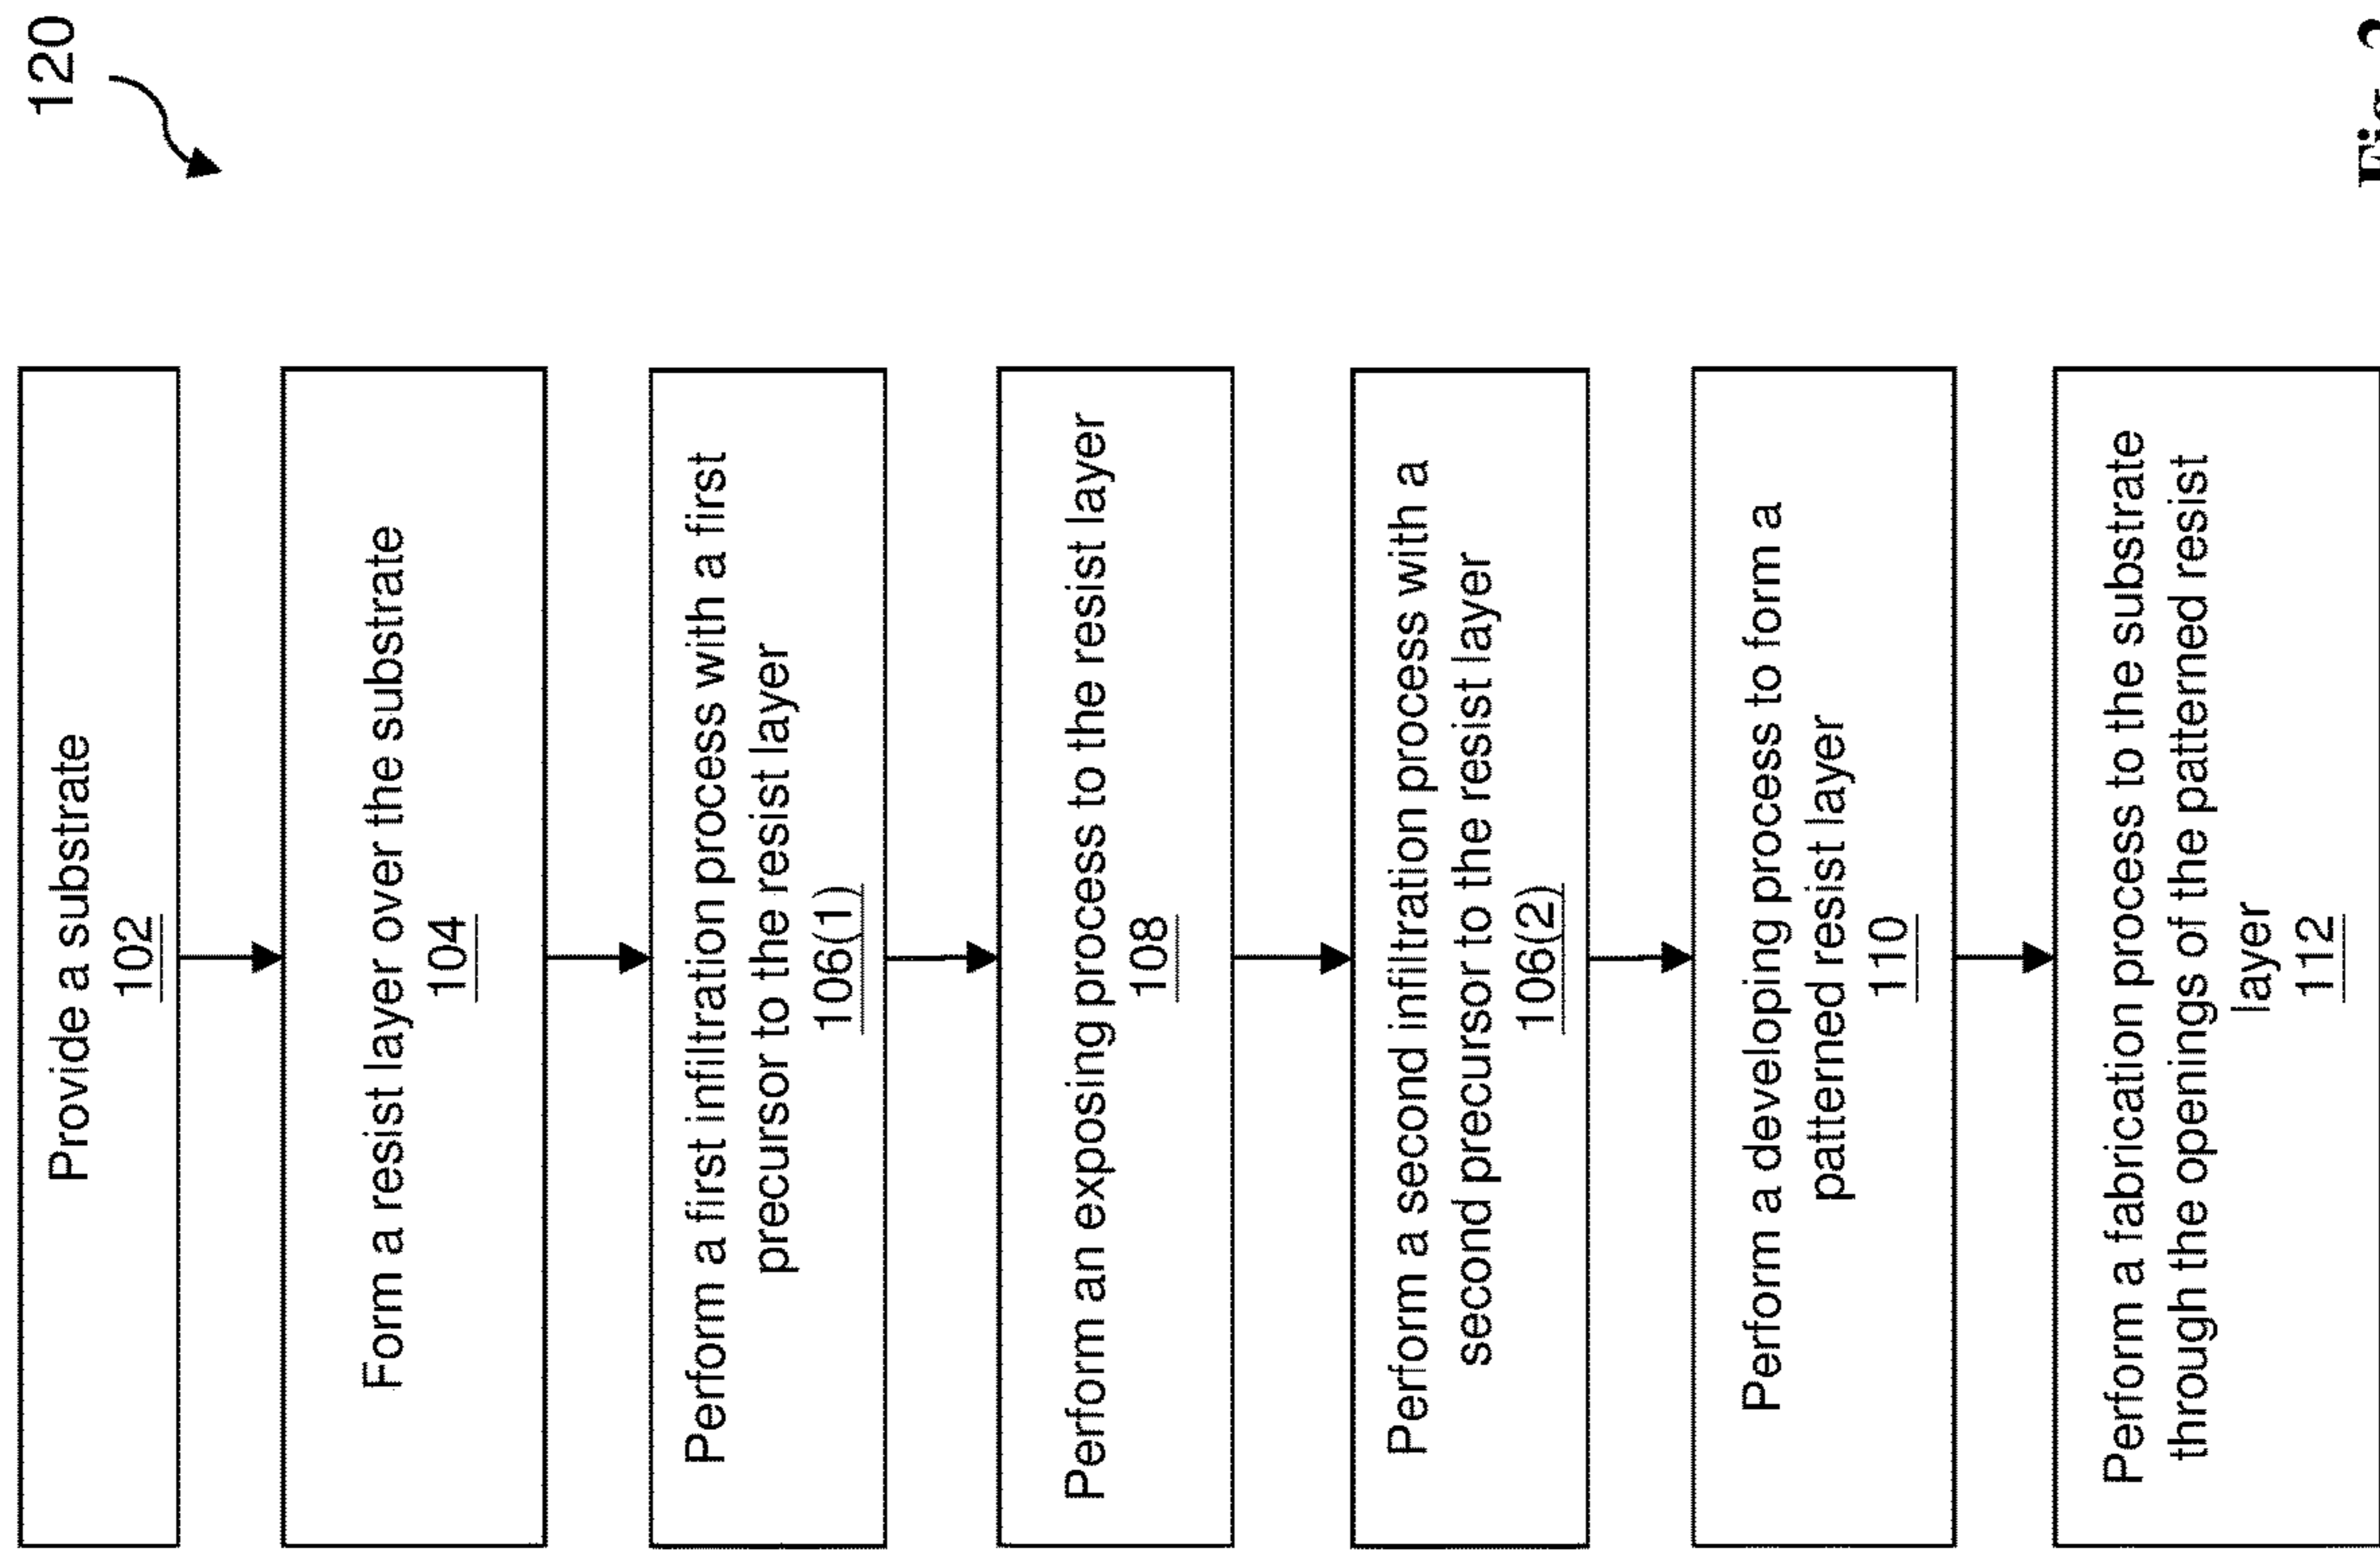 120
Provide a substrate
102
Form a resist layer over the substrate
104
Perform a first infiltration process with a first
precursor to the resist layer
106(1)
Perform an exposing process to the resist layer
108
Perform a second infiltration process with a
second precursor to the resist layer
106(2)
Perform a developing process to form a
patterned resist layer
110
Perform a fabrication process to the substrate
through the openings of the patterned resist
layer
112